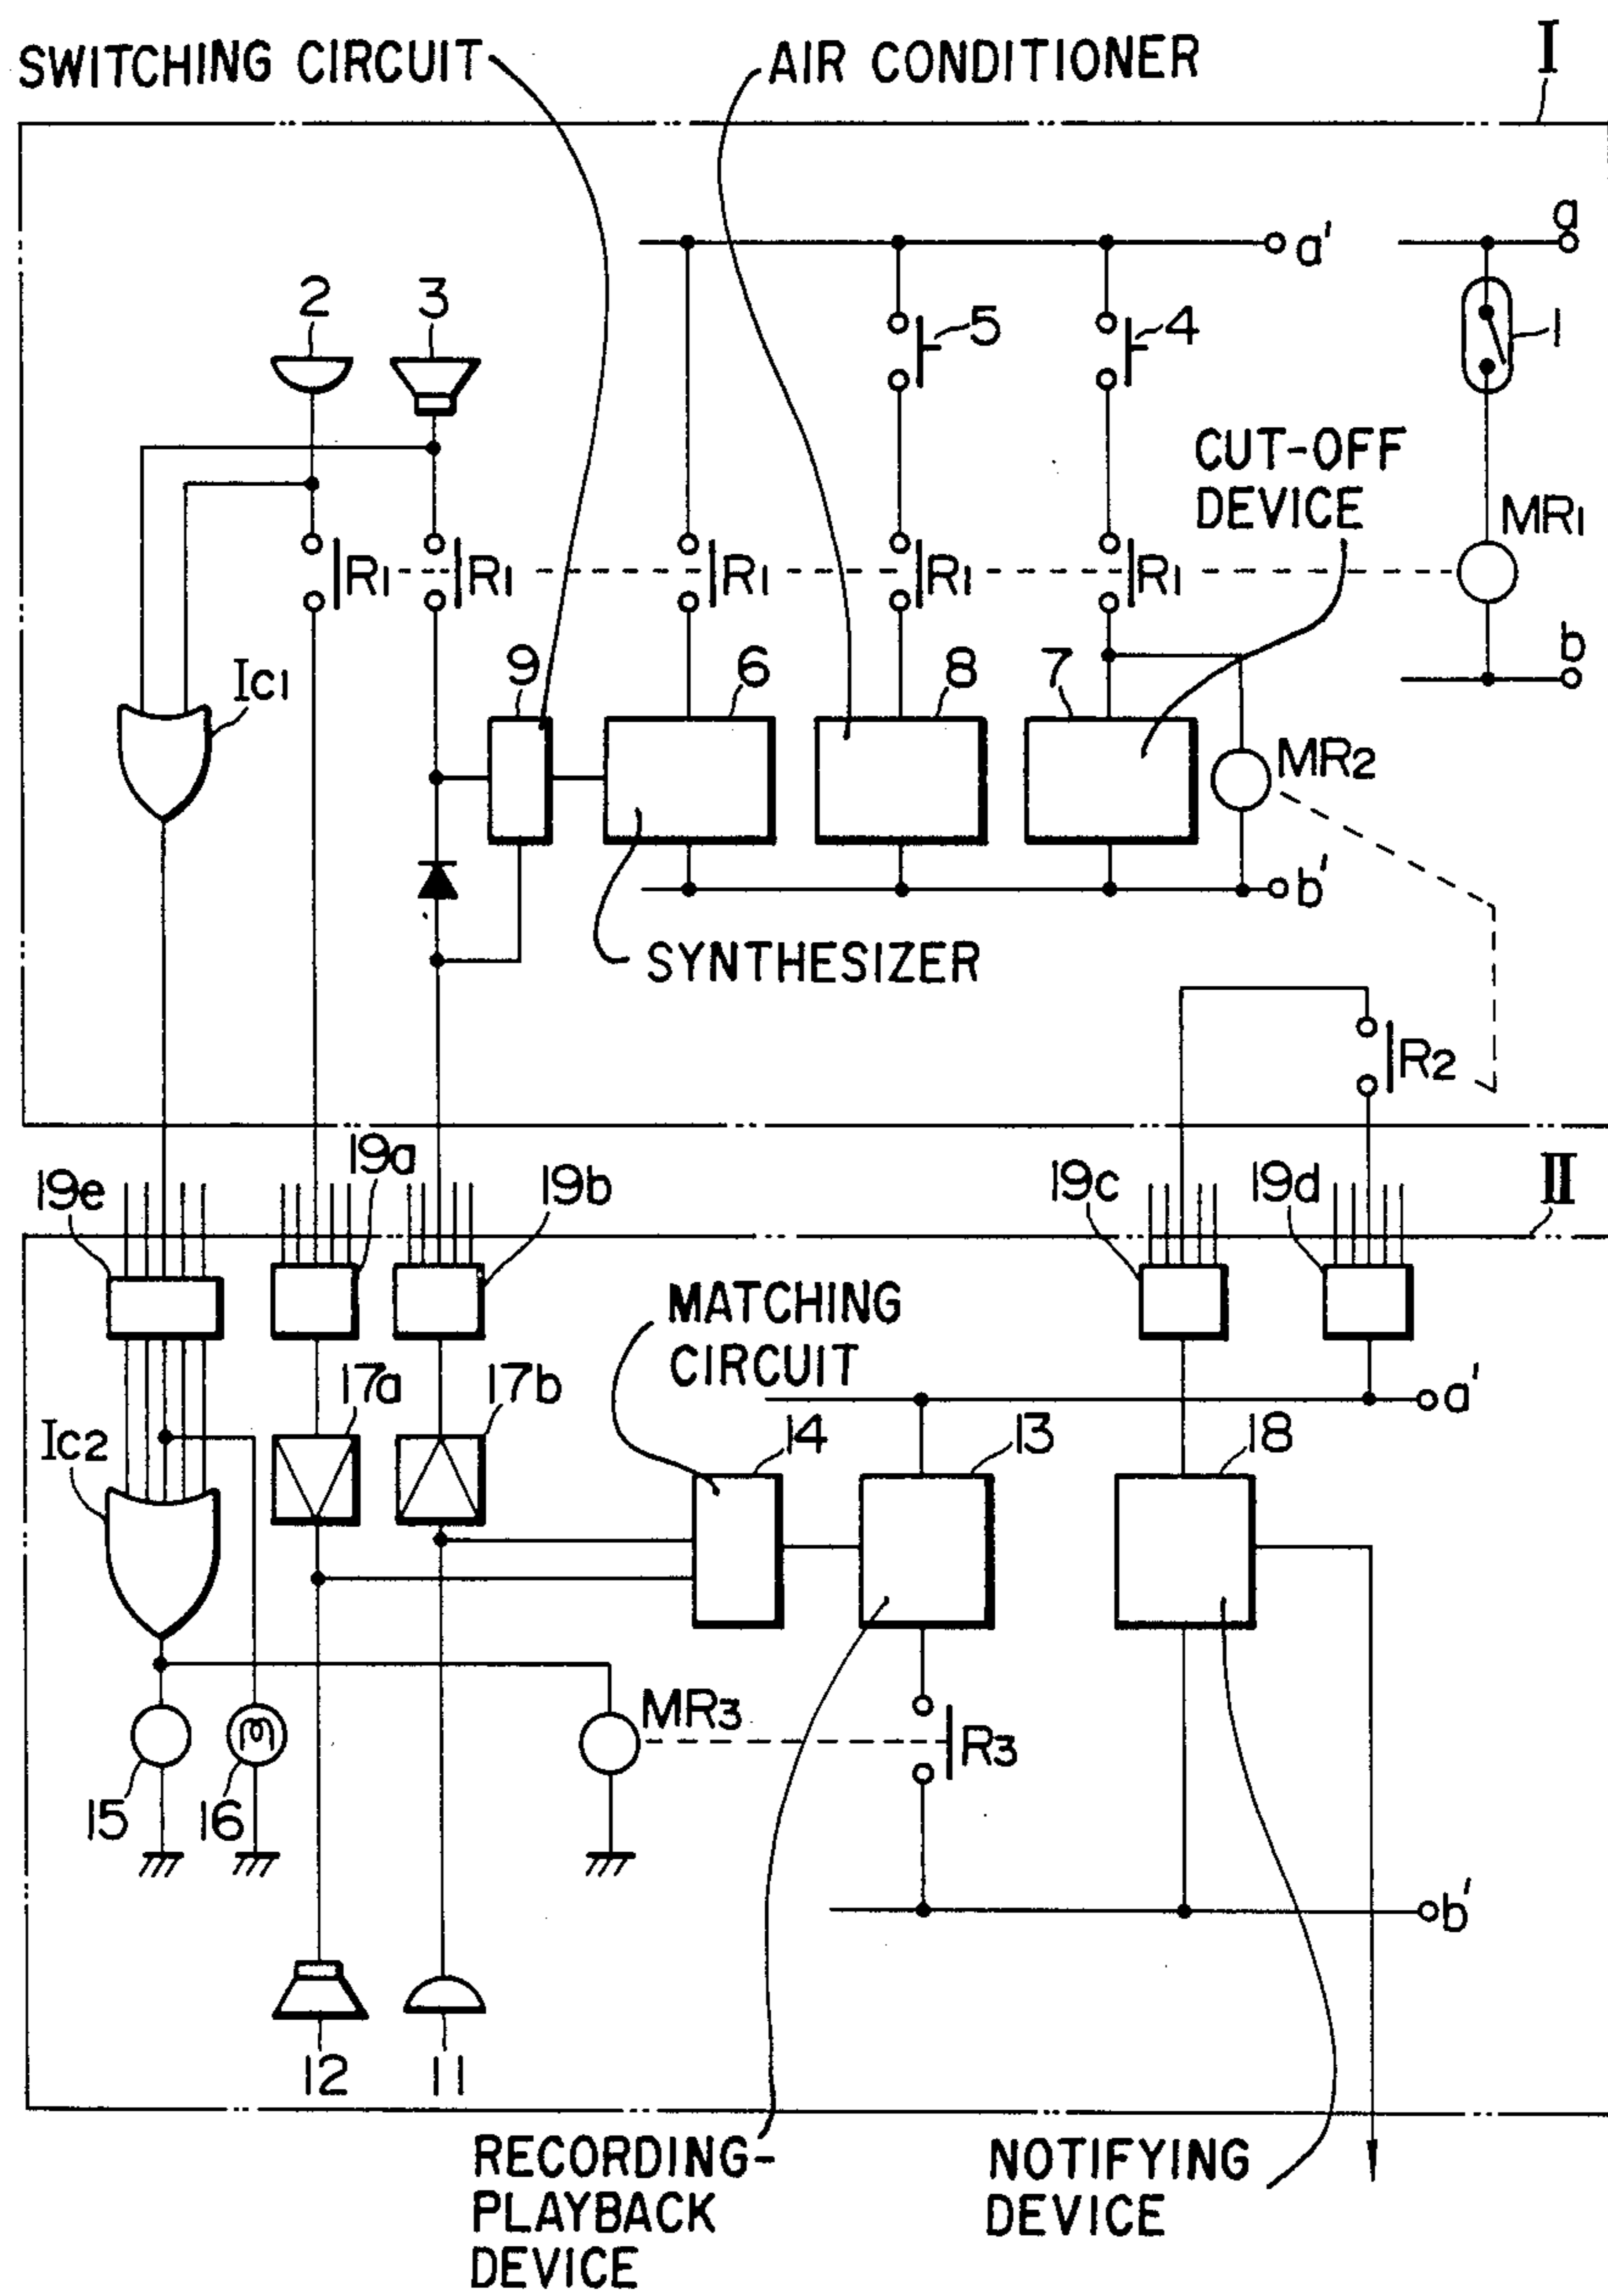 SWITCHING CIRCUIT
AIR CONDITIONER
I
a
a'
2
3
5
4
1
CUT-OFF
DEVICE
MR1
R1
R1
R1
R1
R1
b
Ic1
9
6
8
7
MR2
b'
SYNTHESIZER
R2
19a
19e
19b
19c
19d
II
MATCHING
CIRCUIT
17a
17b
a'
Ic2
14
13
18
MR3
R3
15
16
b'
12
11
RECORDING-
PLAYBACK
DEVICE
NOTIFYING
DEVICE